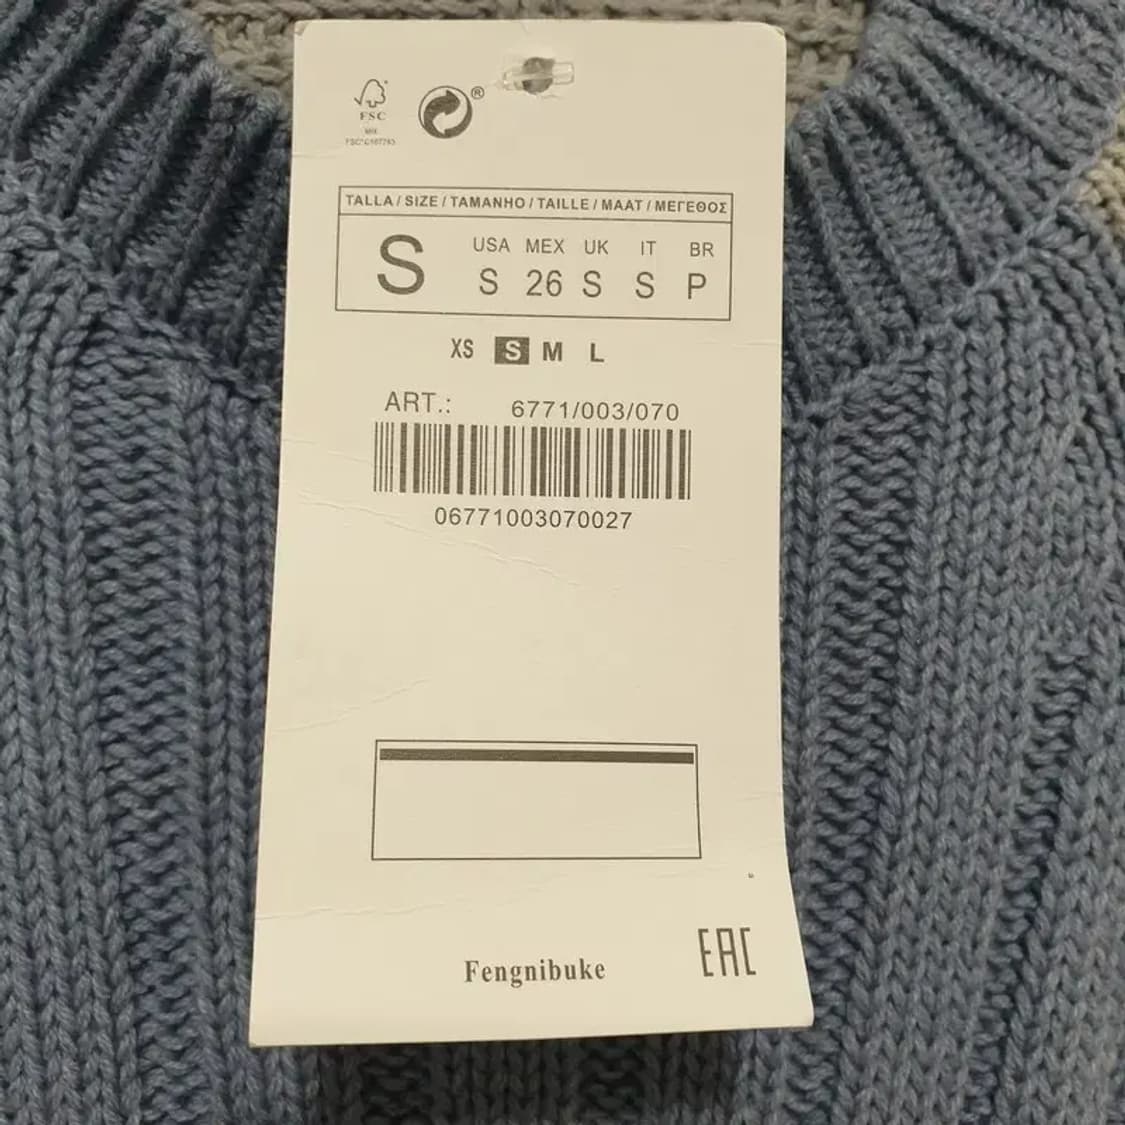 FSC
MIX
®
TALLA / SIZE / TAMANHO / TAILLE / MAAT / ΜΕΓΕΘΟΣ
S
USA MEX UK IT BR
S 26 S S P
XS S M L
ART.: 6771/003/070
06771003070027
Fengnibuke
EAC